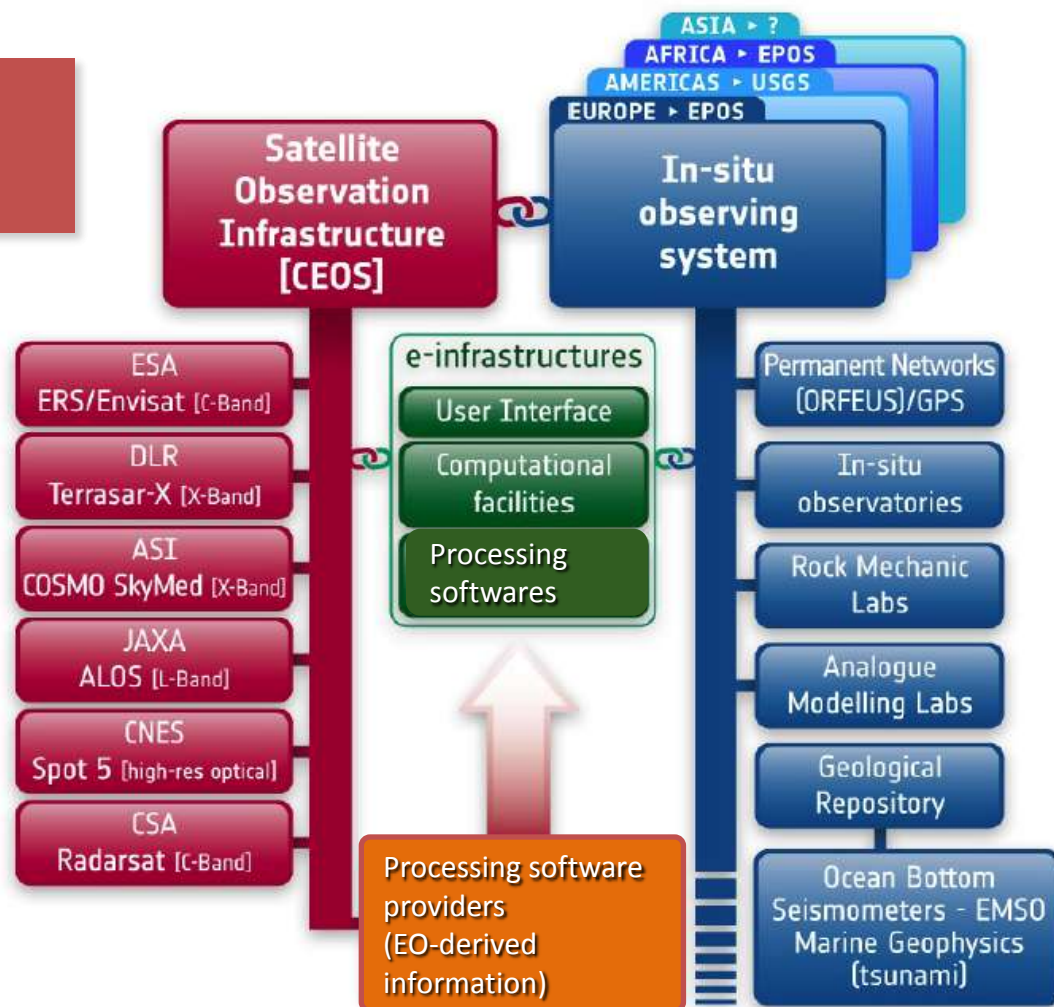 ASIA ▸ ?
AFRICA ▸ EPOS
AMERICAS ▸ USGS
EUROPE ▸ EPOS
Satellite
Observation
Infrastructure
[CEOS]
In-situ
observing
system
ESA
ERS/Envisat [C-Band]
DLR
Terrasar-X [X-Band]
ASI
COSMO SkyMed [X-Band]
JAXA
ALOS [L-Band]
CNES
Spot 5 [high-res optical]
CSA
Radarsat [C-Band]
e-infrastructures
User Interface
Computational
facilities
Processing
softwares
Processing software
providers
(EO-derived
information)
Permanent Networks
(ORFEUS)/GPS
In-situ
observatories
Rock Mechanic
Labs
Analogue
Modelling Labs
Geological
Repository
Ocean Bottom
Seismometers - EMSO
Marine Geophysics
(tsunami)